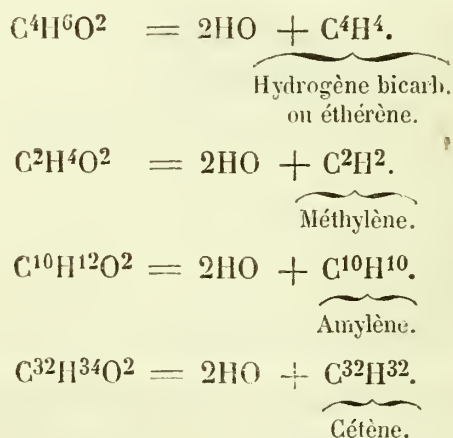 C⁴H⁶O² = 2HO + C⁴H⁴.
Hydrogène bicarb.
ou éthérène.
C²H⁴O² = 2HO + C²H².
Méthylène.
C¹⁰H¹²O² = 2HO + C¹⁰H¹⁰.
Amylène.
C³²H³⁴O² = 2HO + C³²H³².
Cétène.